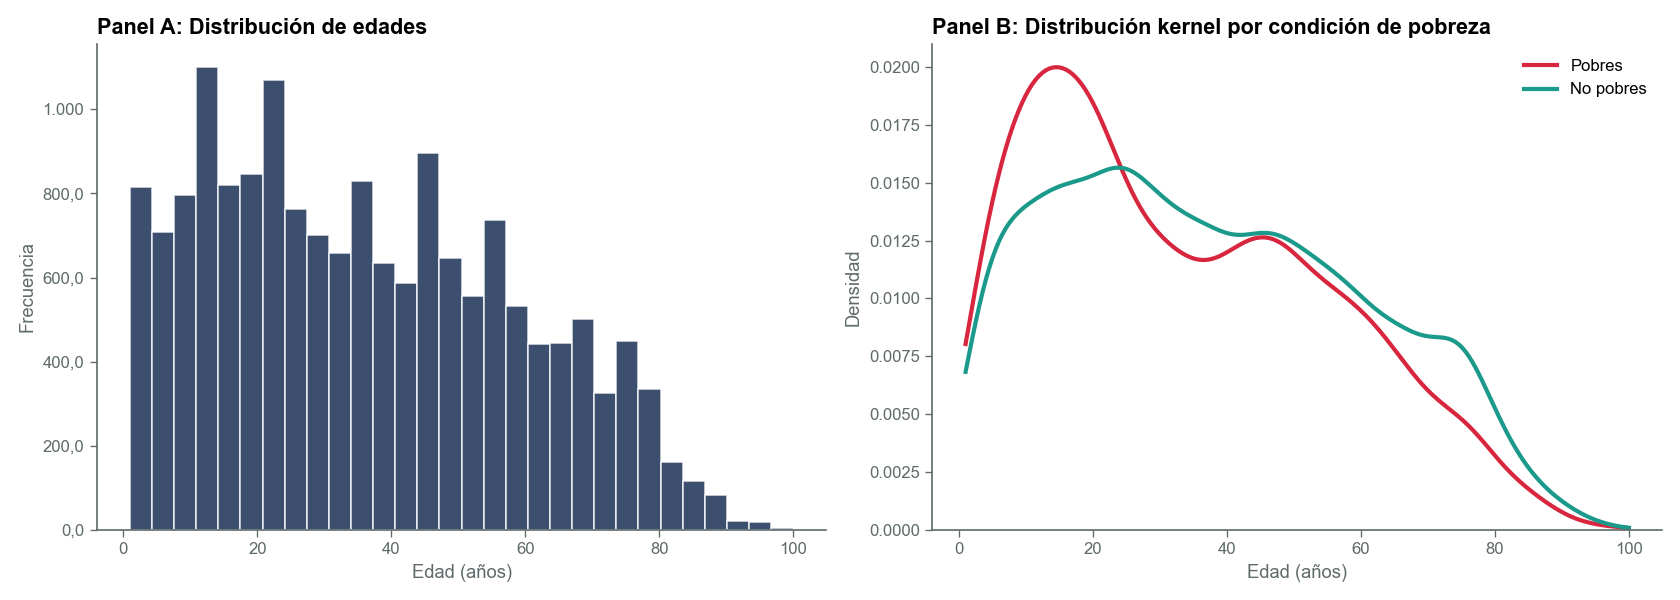 Panel A: Distribución de edades
1.000
800,0
600,0
400,0
200,0
0,0
Frecuencia
0 20 40 60 80 100
Edad (años)
Panel B: Distribución kernel por condición de pobreza
Pobres
No pobres
0.0200
0.0175
0.0150
0.0125
0.0100
0.0075
0.0050
0.0025
0.0000
Densidad
0 20 40 60 80 100
Edad (años)